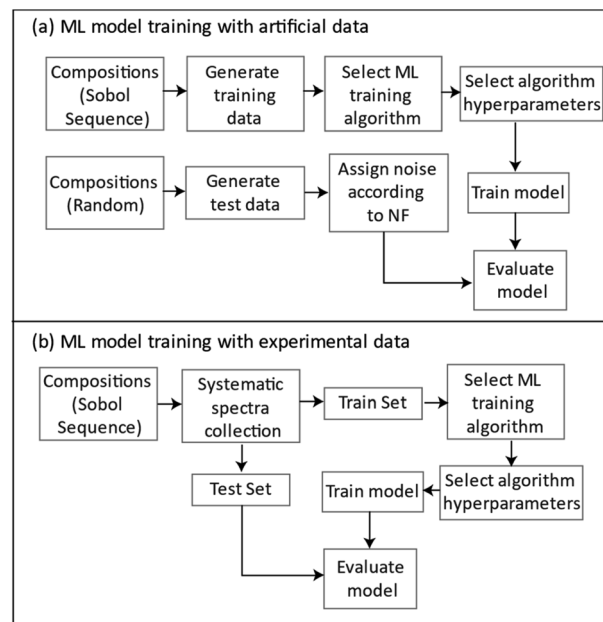 (a) ML model training with artificial data
Compositions
(Sobol
Sequence)
Generate
training
data
Select ML
training
algorithm
Select algorithm
hyperparameters
Compositions
(Random)
Generate
test data
Assign noise
according
to NF
Train model
Evaluate
model
(b) ML model training with experimental data
Compositions
(Sobol
Sequence)
Systematic
spectra
collection
Train Set
Select ML
training
algorithm
Test Set
Train model
Select algorithm
hyperparameters
Evaluate
model